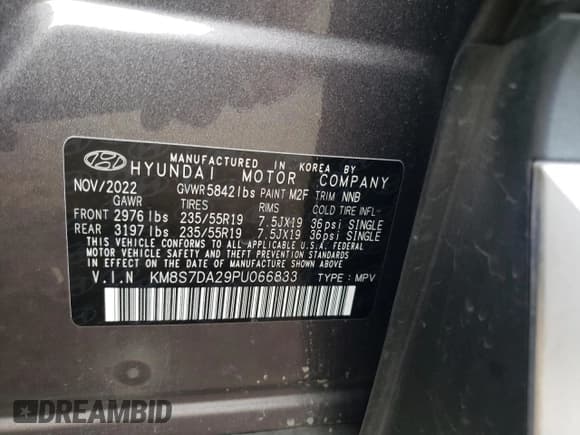 MANUFACTURED IN KOREA BY
HYUNDAI MOTOR COMPANY
NOV/2022 GVWR 5842lbs PAINT M2F TRIM NNB
GAWR TIRES RIMS COLD TIRE INFL.
FRONT 2976lbs 235/55R19 7.5JX19 36psi SINGLE
REAR 3197lbs 235/55R19 7.5JX19 36psi SINGLE
THIS VEHICLE CONFORMS TO ALL APPLICABLE U.S.A. FEDERAL
MOTOR VEHICLE SAFETY AND THEFT PREVENTION STANDARDS
IN EFFECT ON THE DATE OF MANUFACTURE SHOWN ABOVE.
V.I.N KM8S7DA29PU066833 TYPE: MPV
DREAMBID